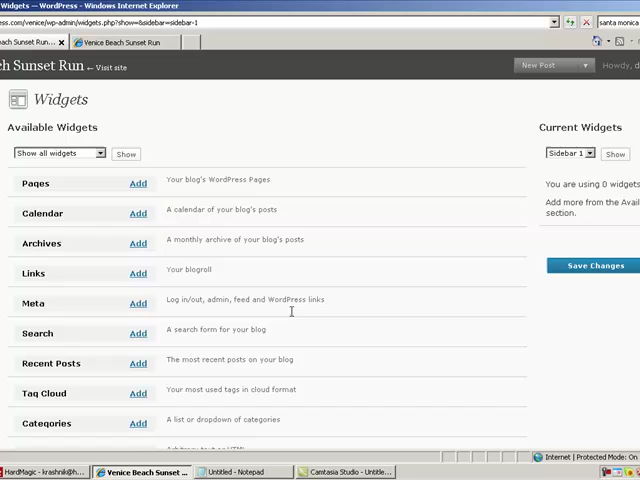 Widgets — WordPress - Windows Internet Explorer
ess.com/venice/wp-admin/widgets.php?show=&sidebar=sidebar-1
santa monica
each Sunset Run...
Venice Beach Sunset Run
ch Sunset Run ← Visit site
New Post
Howdy,
Widgets
Available Widgets
Current Widgets
Show all widgets
Show
Sidebar 1
Show
Pages
Add
Your blog's WordPress Pages
You are using 0 widgets
Calendar
Add
A calendar of your blog's posts
Add more from the Avai
section.
Archives
Add
A monthly archive of your blog's posts
Links
Add
Your blogroll
Save Changes
Meta
Add
Log in/out, admin, feed and WordPress links
Search
Add
A search form for your blog
Recent Posts
Add
The most recent posts on your blog
Tag Cloud
Add
Your most used tags in cloud format
Categories
Add
A list or dropdown of categories
Internet | Protected Mode: On
HardMagic - krashnik@h...
Venice Beach Sunset ...
Untitled - Notepad
Camtasia Studio - Untitle...